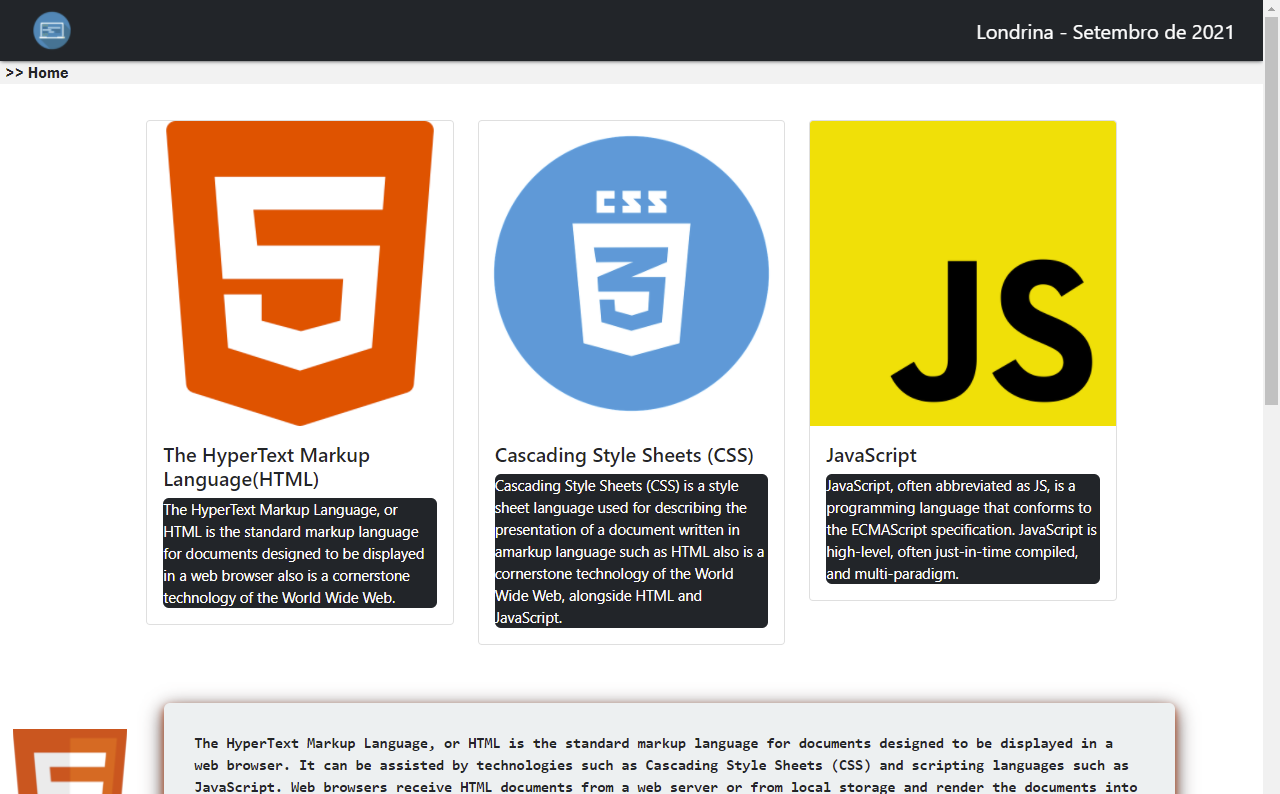 Londrina - Setembro de 2021
>> Home
CSS
JS
The HyperText Markup
Language(HTML)
The HyperText Markup Language, or
HTML is the standard markup language
for documents designed to be displayed
in a web browser also is a cornerstone
technology of the World Wide Web.
Cascading Style Sheets (CSS)
Cascading Style Sheets (CSS) is a style
sheet language used for describing the
presentation of a document written in
amarkup language such as HTML also is a
cornerstone technology of the World
Wide Web, alongside HTML and
JavaScript.
JavaScript
JavaScript, often abbreviated as JS, is a
programming language that conforms to
the ECMAScript specification. JavaScript is
high-level, often just-in-time compiled,
and multi-paradigm.
The HyperText Markup Language, or HTML is the standard markup language for documents designed to be displayed in a
web browser. It can be assisted by technologies such as Cascading Style Sheets (CSS) and scripting languages such as
JavaScript. Web browsers receive HTML documents from a web server or from local storage and render the documents into